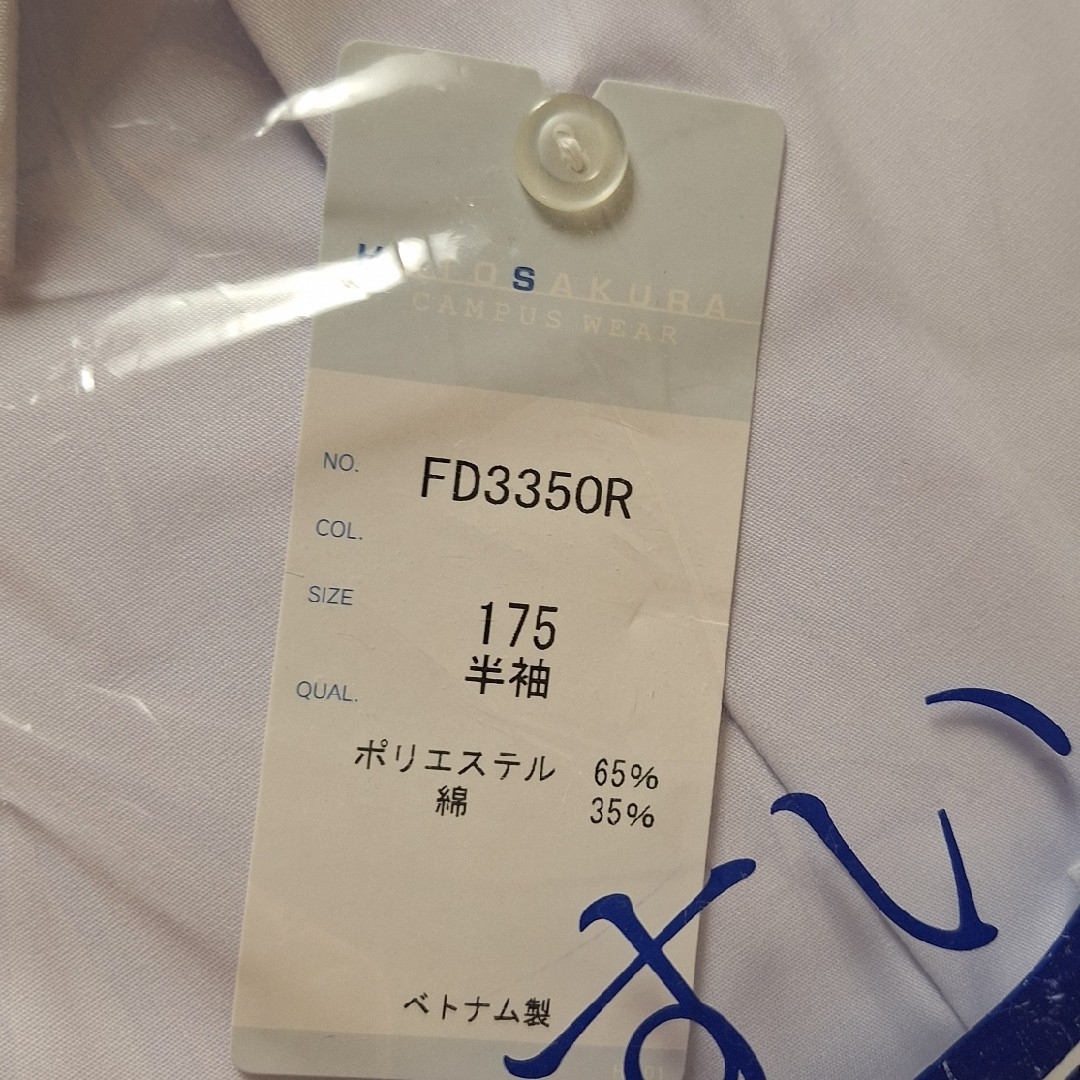 SAKURA
CAMPUS WEAR
NO. FD3350R
COL.
SIZE 175
半袖
QUAL.
ポリエステル 65%
綿 35%
ベトナム製